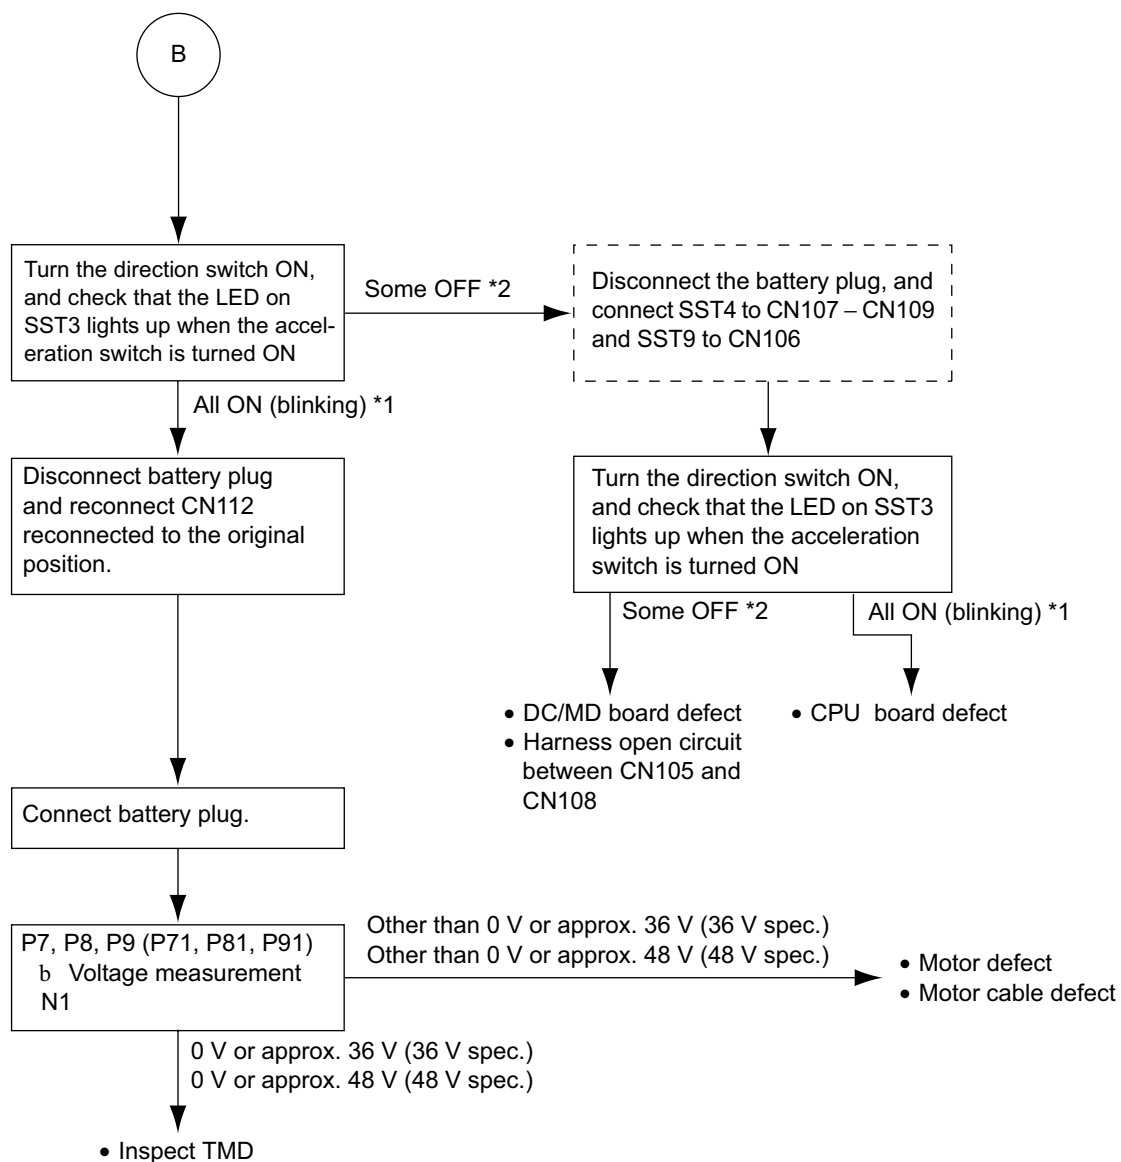 B
Turn the direction switch ON,
and check that the LED on
SST3 lights up when the accel-
eration switch is turned ON
Some OFF *2
Disconnect the battery plug, and
connect SST4 to CN107 – CN109
and SST9 to CN106
All ON (blinking) *1
Disconnect battery plug
and reconnect CN112
reconnected to the original
position.
Turn the direction switch ON,
and check that the LED on SST3
lights up when the acceleration
switch is turned ON
Some OFF *2
All ON (blinking) *1
• DC/MD board defect
• Harness open circuit
between CN105 and
CN108
• CPU board defect
Connect battery plug.
P7, P8, P9 (P71, P81, P91)
b Voltage measurement
N1
Other than 0 V or approx. 36 V (36 V spec.)
Other than 0 V or approx. 48 V (48 V spec.)
• Motor defect
• Motor cable defect
0 V or approx. 36 V (36 V spec.)
0 V or approx. 48 V (48 V spec.)
• Inspect TMD